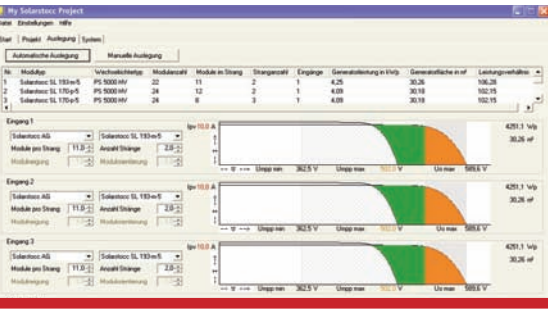 My Solarstocc Project
Datei Einstellungen Hilfe
Start Projekt Auslegung System
Automatische Auslegung Manuelle Auslegung
Nr. Modultyp Wechselrichtertyp Modulanzahl Module in Strang Stranganzahl Eingänge Generatorleistung in kWp Generatorfläche in m² Leistungsverhältnis
1 Solarstocc SL 193-m/5 PS 5000 HV 22 11 2 1 4,25 30,26 106,28
2 Solarstocc SL 170-p/5 PS 5000 HV 24 12 2 1 4,09 30,18 102,15
3 Solarstocc SL 170-p/5 PS 5000 HV 24 8 3 1 4,09 30,18 102,15
Eingang 1
Solarstocc AG Solarstocc SL 193-m/5
Module pro Strang 11,0 Anzahl Stränge 2,0
Modulneigung Modulorientierung
Ipv 10,0 A
Umpp min 362,5 V Umpp max V Uo max 589,6 V
4251,1 Wp
30,26 m²
Eingang 2
Solarstocc AG Solarstocc SL 193-m/5
Module pro Strang 11,0 Anzahl Stränge 2,0
Modulneigung Modulorientierung
Ipv 10,0 A
Umpp min 362,5 V Umpp max V Uo max 589,6 V
4251,1 Wp
30,26 m²
Eingang 3
Solarstocc AG Solarstocc SL 193-m/5
Module pro Strang 11,0 Anzahl Stränge 2,0
Modulneigung Modulorientierung
Ipv 10,0 A
Umpp min 362,5 V Umpp max V Uo max 589,6 V
4251,1 Wp
30,26 m²